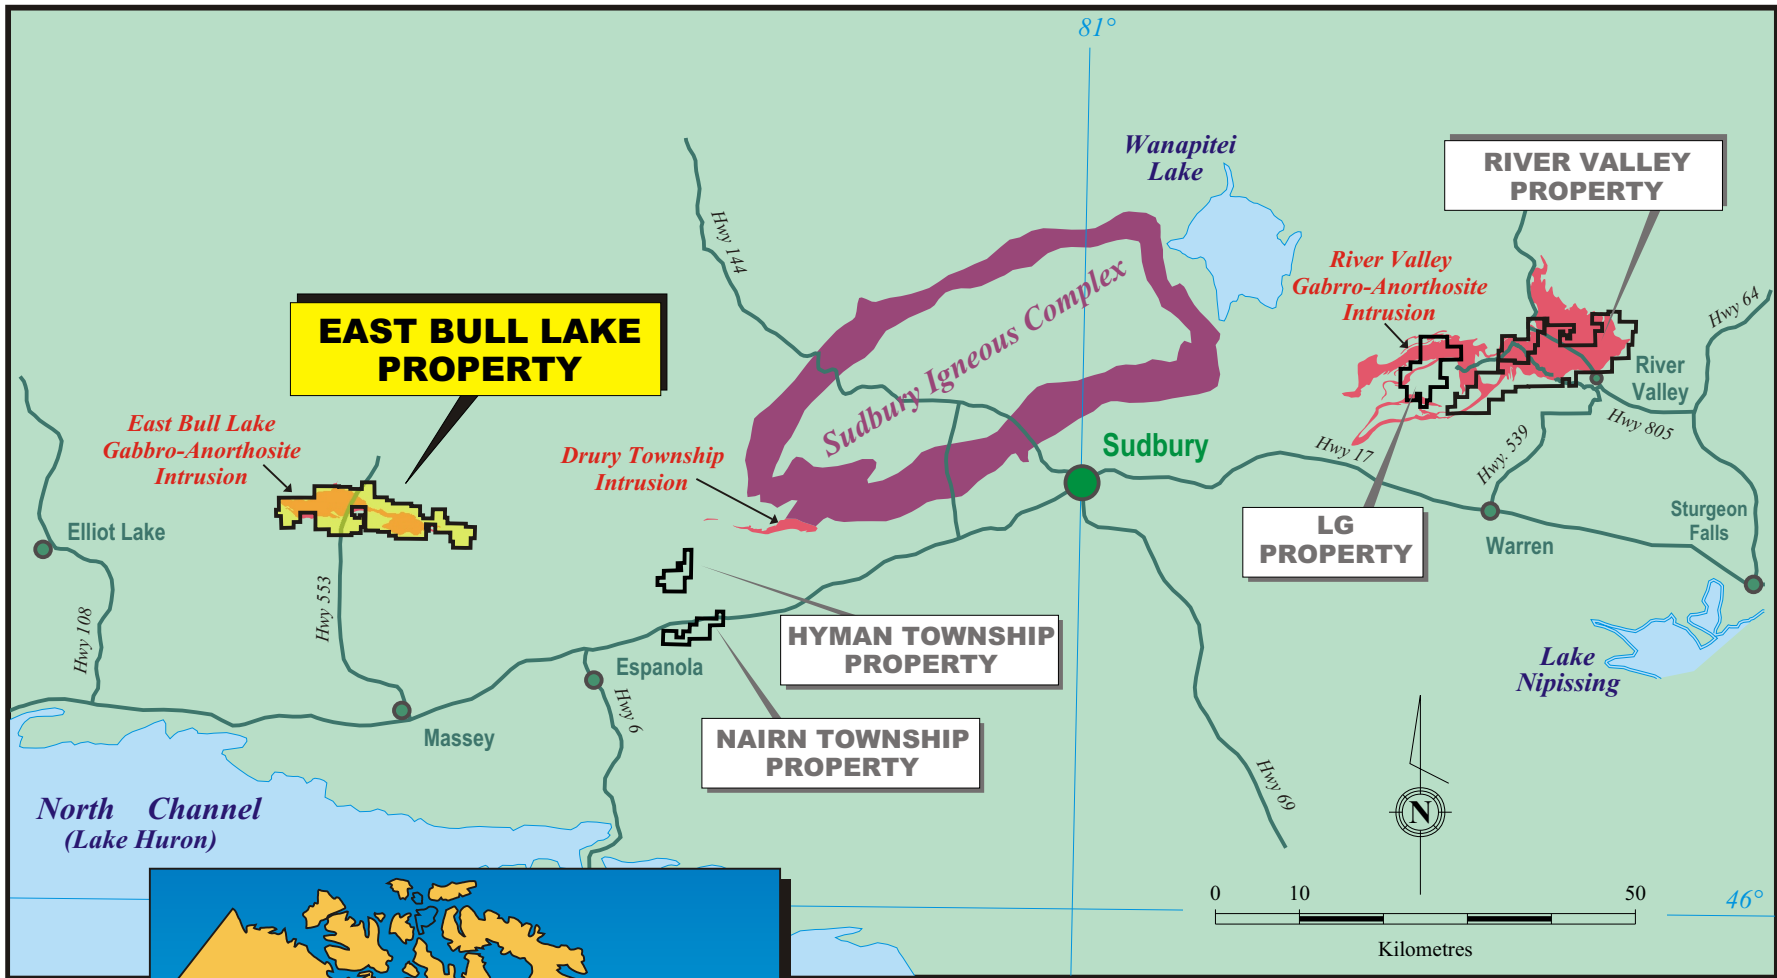 81°
Wanapitei
Lake
RIVER VALLEY
PROPERTY
Hwy 144
River Valley
Gabrro-Anorthosite
Intrusion
Hwy 64
Sudbury Igneous Complex
EAST BULL LAKE
PROPERTY
River
Valley
East Bull Lake
Gabbro-Anorthosite
Intrusion
Hwy 805
Drury Township
Intrusion
Sudbury
Hwy 17
Hwy. 539
Elliot Lake
LG
PROPERTY
Warren
Sturgeon
Falls
Hwy 553
Hwy 108
HYMAN TOWNSHIP
PROPERTY
Espanola
Lake
Nipissing
Hwy 6
Massey
NAIRN TOWNSHIP
PROPERTY
Hwy 69
North Channel
(Lake Huron)
N
0 10 50
Kilometres
46°